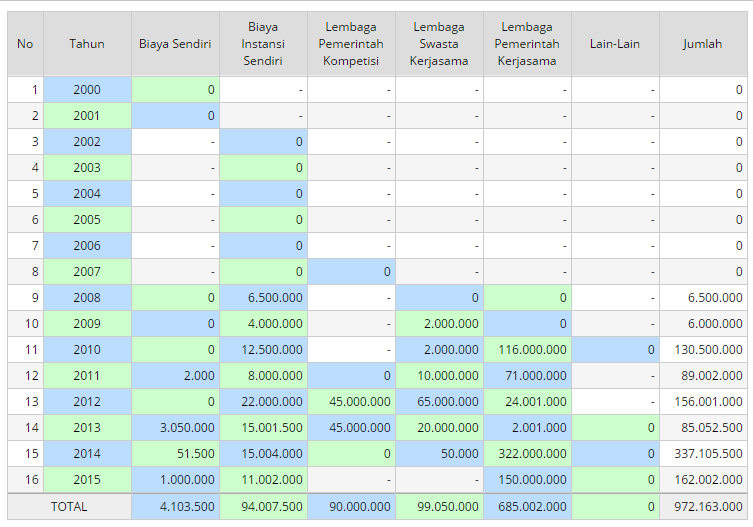 No Tahun Biaya Sendiri Biaya Instansi Sendiri Lembaga Pemerintah Kompetisi Lembaga Swasta Kerjasama Lembaga Pemerintah Kerjasama Lain-Lain Jumlah
1 2000 0 - - - - - 0
2 2001 0 - - - - - 0
3 2002 - 0 - - - - 0
4 2003 - 0 - - - - 0
5 2004 - 0 - - - - 0
6 2005 - 0 - - - - 0
7 2006 - 0 - - - - 0
8 2007 - 0 0 - - - 0
9 2008 0 6.500.000 - 0 0 - 6.500.000
10 2009 0 4.000.000 - 2.000.000 0 - 6.000.000
11 2010 0 12.500.000 - 2.000.000 116.000.000 0 130.500.000
12 2011 2.000 8.000.000 0 10.000.000 71.000.000 - 89.002.000
13 2012 0 22.000.000 45.000.000 65.000.000 24.001.000 - 156.001.000
14 2013 3.050.000 15.001.500 45.000.000 20.000.000 2.001.000 0 85.052.500
15 2014 51.500 15.004.000 0 50.000 322.000.000 0 337.105.500
16 2015 1.000.000 11.002.000 - - 150.000.000 0 162.002.000
TOTAL 4.103.500 94.007.500 90.000.000 99.050.000 685.002.000 0 972.163.000